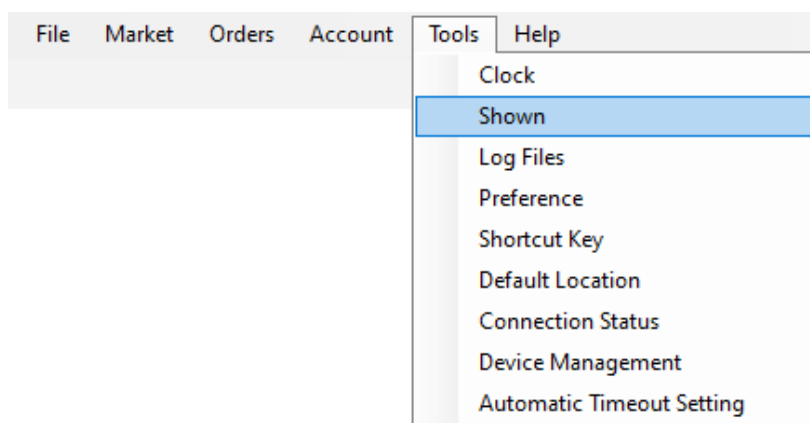 File Market Orders Account Tools Help
Clock
Shown
Log Files
Preference
Shortcut Key
Default Location
Connection Status
Device Management
Automatic Timeout Setting